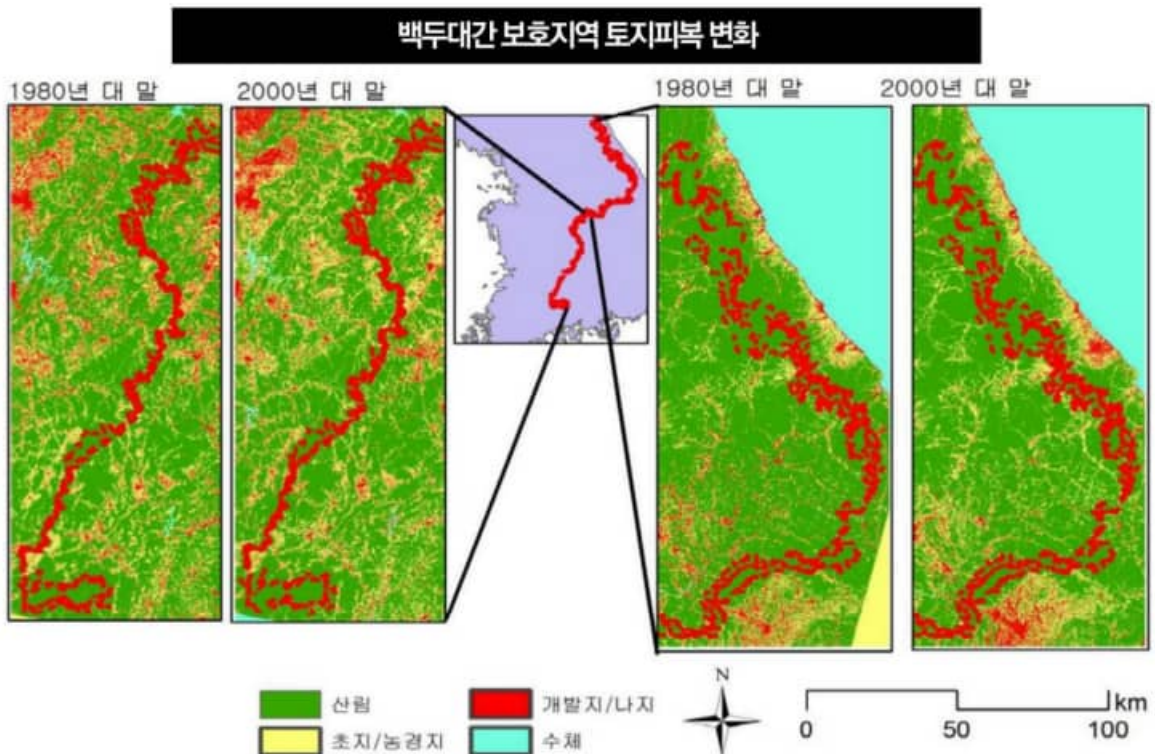 백두대간 보호지역 토지피복 변화
1980년 대 말
2000년 대 말
1980년 대 말
2000년 대 말
산림
개발지/나지
초지/농경지
수체
N
km
0
50
100